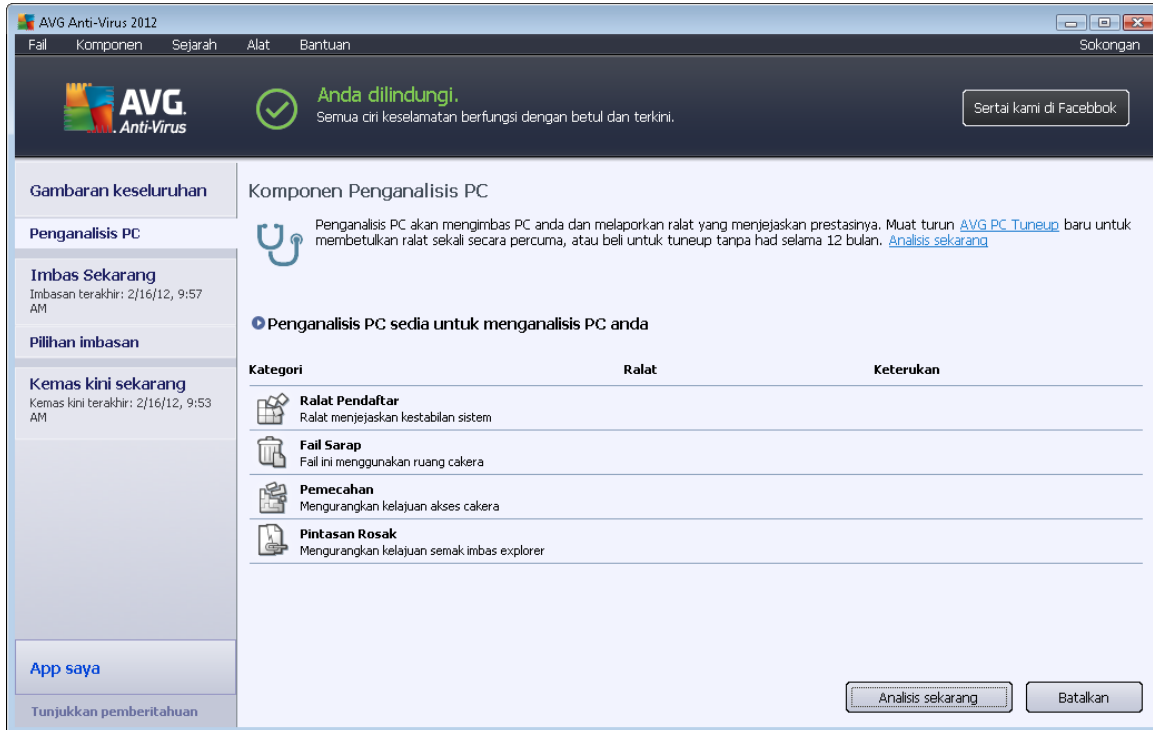 AVG Anti-Virus 2012
Fail Komponen Sejarah Alat Bantuan Sokongan
AVG.
Anti-Virus
Anda dilindungi.
Semua ciri keselamatan berfungsi dengan betul dan terkini.
Sertai kami di Facebbok
Gambaran keseluruhan
Penganalisis PC
Imbas Sekarang
Imbasan terakhir: 2/16/12, 9:57
AM
Pilihan imbasan
Kemas kini sekarang
Kemas kini terakhir: 2/16/12, 9:53
AM
App saya
Tunjukkan pemberitahuan
Komponen Penganalisis PC
Penganalisis PC akan mengimbas PC anda dan melaporkan ralat yang menjejaskan prestasinya. Muat turun AVG PC Tuneup baru untuk
membetulkan ralat sekali secara percuma, atau beli untuk tuneup tanpa had selama 12 bulan. Analisis sekarang
Penganalisis PC sedia untuk menganalisis PC anda
Kategori Ralat Keterukan
Ralat Pendaftar
Ralat menjejaskan kestabilan sistem
Fail Sarap
Fail ini menggunakan ruang cakera
Pemecahan
Mengurangkan kelajuan akses cakera
Pintasan Rosak
Mengurangkan kelajuan semak imbas explorer
Analisis sekarang Batalkan